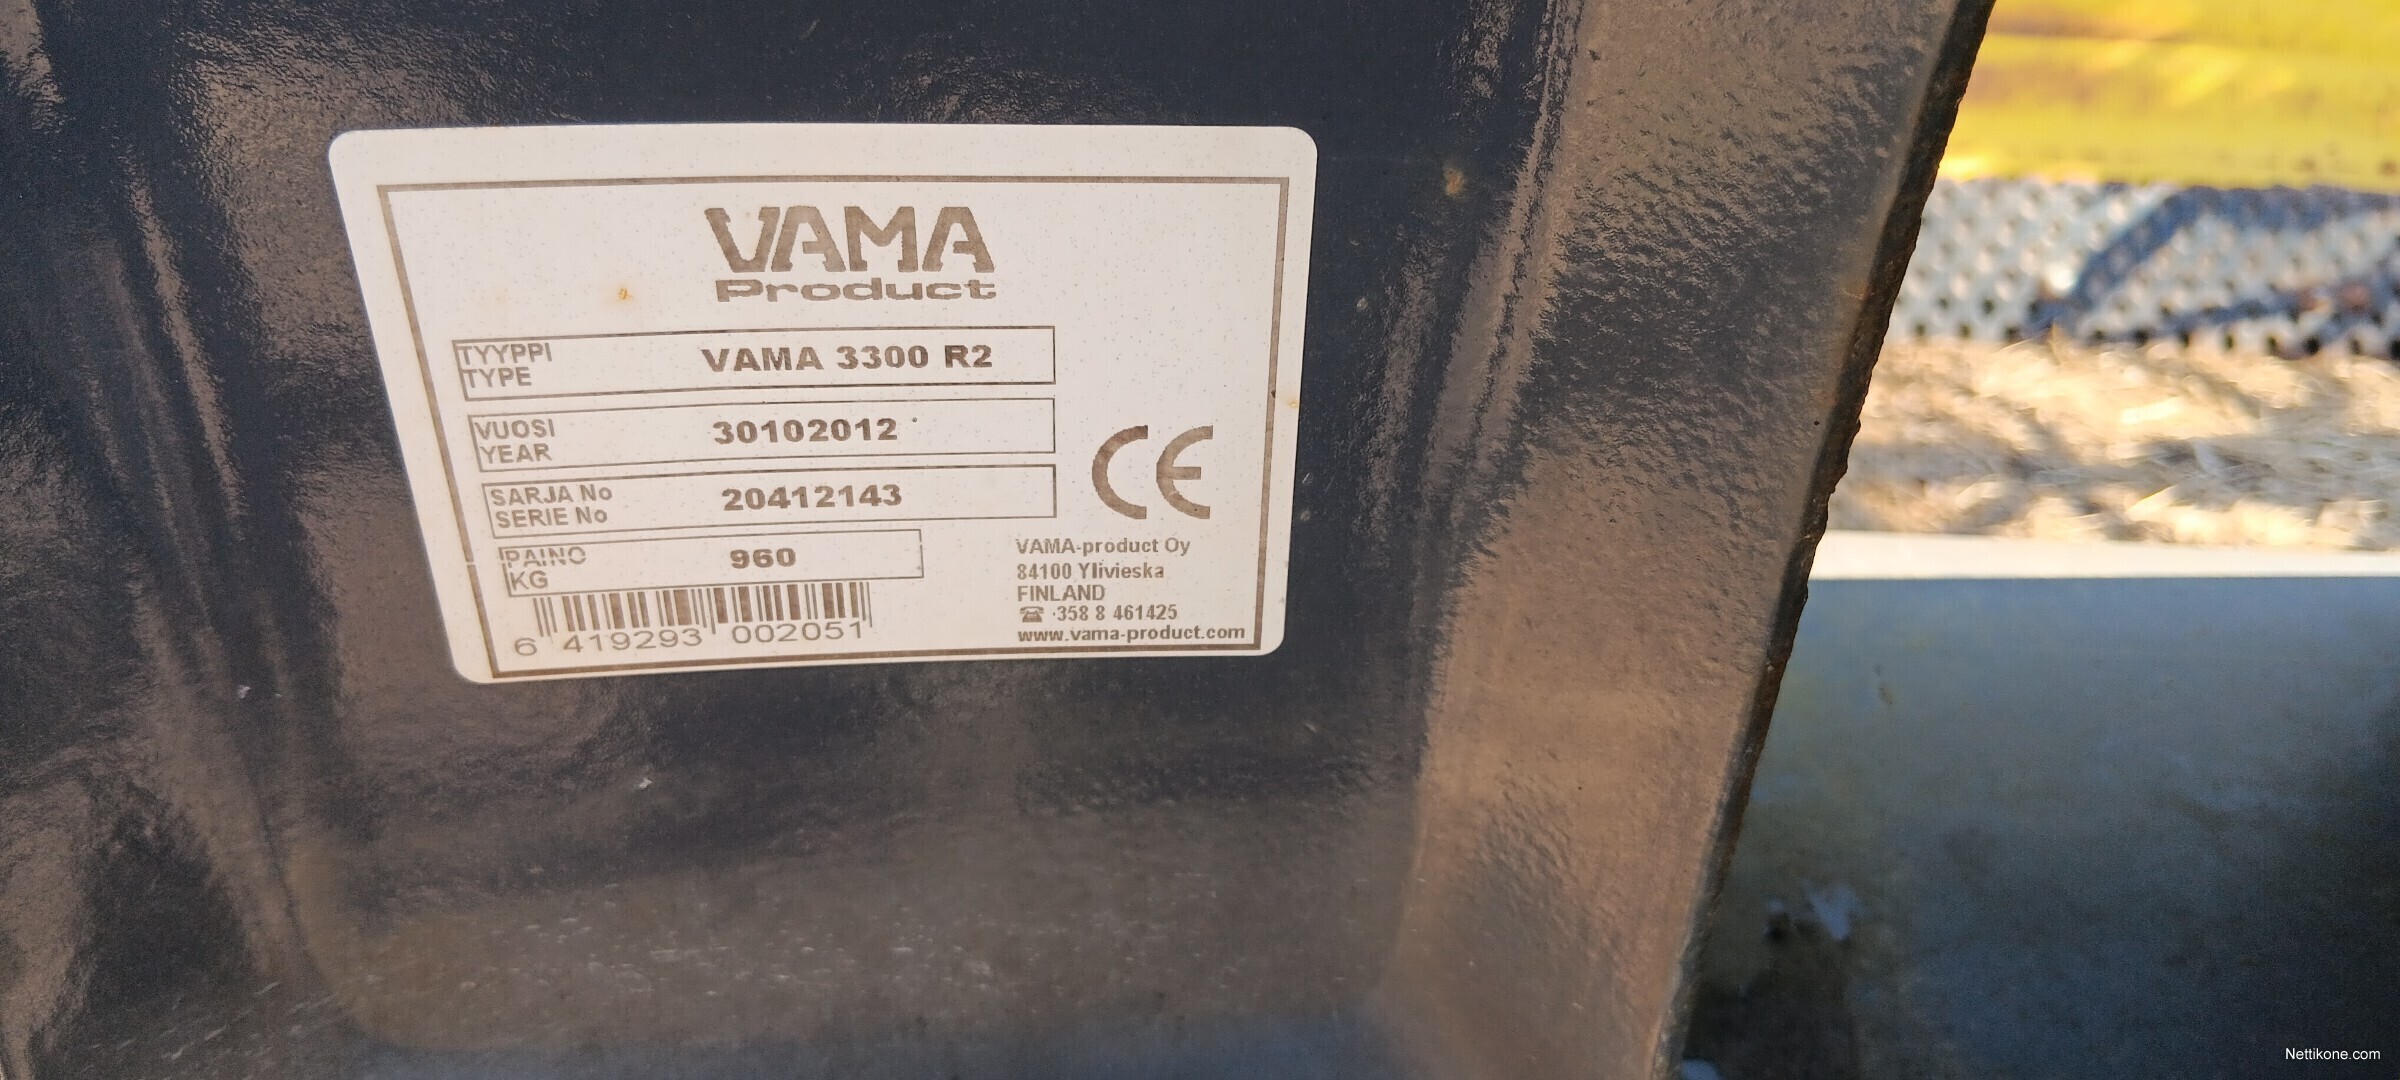 VAMA
Product
TYYPPI
TYPE
VAMA 3300 R2
VUOSI
YEAR
30102012
SARJA No
SERIE No
20412143
PAINO
KG
960
CE
6 419293 002051
VAMA-product Oy
84100 Ylivieska
FINLAND
☎ +358 8 461425
www.vama-product.com
Nettikone.com